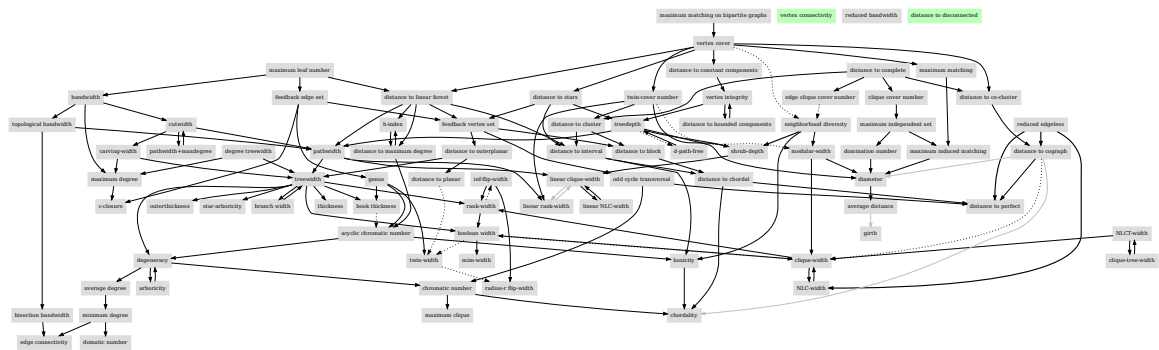 maximum matching on bipartite graphs
vertex connectivity
reduced bandwidth
distance to disconnected
vertex cover
maximum leaf number
distance to constant components
distance to complete
maximum matching
bandwidth
feedback edge set
distance to linear forest
distance to stars
twin-cover number
vertex integrity
edge clique cover number
clique cover number
distance to co-cluster
topological bandwidth
cutwidth
h-index
feedback vertex set
distance to cluster
treedepth
distance to bounded components
neighborhood diversity
maximum independent set
reduced edgeless
carving-width
pathwidth+maxdegree
degree treewidth
pathwidth
distance to maximum degree
distance to outerplanar
distance to interval
distance to block
d-path-free
shrub-depth
modular-width
domination number
maximum induced matching
distance to cograph
maximum degree
treewidth
genus
distance to planar
inf-flip-width
linear clique-width
odd cycle transversal
distance to chordal
diameter
c-closure
outerthickness
star-arboricity
branch width
thickness
book thickness
rank-width
linear rank-width
linear NLC-width
average distance
distance to perfect
acyclic chromatic number
boolean width
girth
NLCT-width
degeneracy
twin-width
mim-width
boxicity
clique-width
clique-tree-width
average degree
arboricity
chromatic number
radius-r flip-width
NLC-width
bisection bandwidth
minimum degree
maximum clique
chordality
edge connectivity
domatic number